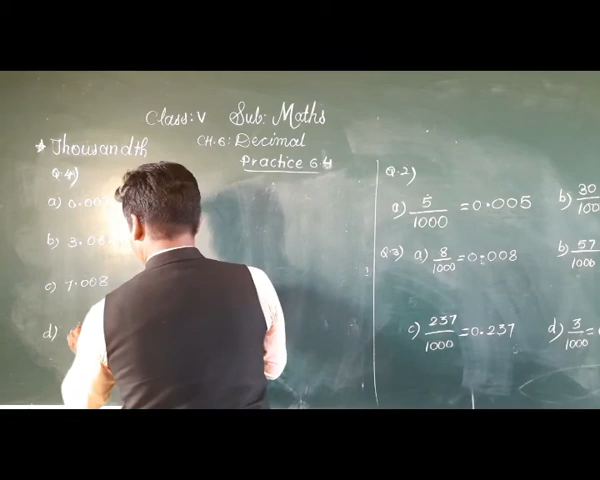 Class: V Sub: Maths
CH. 6: Decimal
Practice 6.4
* Thousandth
Q.4)
a) 0.00
b) 3.0
c) 7.008
d)
Q.2)
a) 5/1000 = 0.005
b) 30/100
Q.3) a) 8/1000 = 0.008
b) 57/1000
c) 237/1000 = 0.237
d) 3/1000 =